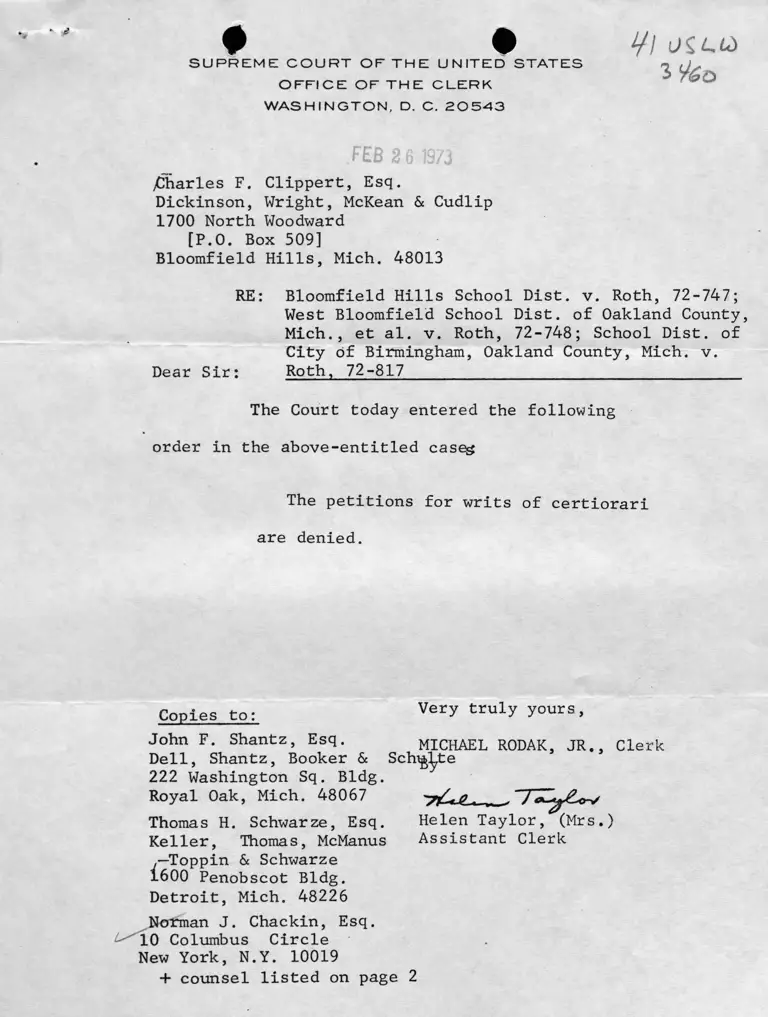 41 USLW
3460
SUPREME COURT OF THE UNITED STATES
OFFICE OF THE CLERK
WASHINGTON, D. C. 20543
FEB 26 1973
Charles F. Clippert, Esq.
Dickinson, Wright, McKean & Cudlip
1700 North Woodward
[P.O. Box 509]
Bloomfield Hills, Mich. 48013
RE: Bloomfield Hills School Dist. v. Roth, 72-747;
West Bloomfield School Dist. of Oakland County,
Mich., et al. v. Roth, 72-748; School Dist. of
City of Birmingham, Oakland County, Mich. v.
Dear Sir: Roth, 72-817
The Court today entered the following
order in the above-entitled cases:
The petitions for writs of certiorari
are denied.
Very truly yours,
MICHAEL RODAK, JR., Clerk
By
Helen Taylor
Helen Taylor, (Mrs.)
Assistant Clerk
Copies to:
John F. Shantz, Esq.
Dell, Shantz, Booker & Schulte
222 Washington Sq. Bldg.
Royal Oak, Mich. 48067
Thomas H. Schwarze, Esq.
Keller, Thomas, McManus
Toppin & Schwarze
1600 Penobscot Bldg.
Detroit, Mich. 48226
Norman J. Chackin, Esq.
10 Columbus Circle
New York, N.Y. 10019
+ counsel listed on page 2